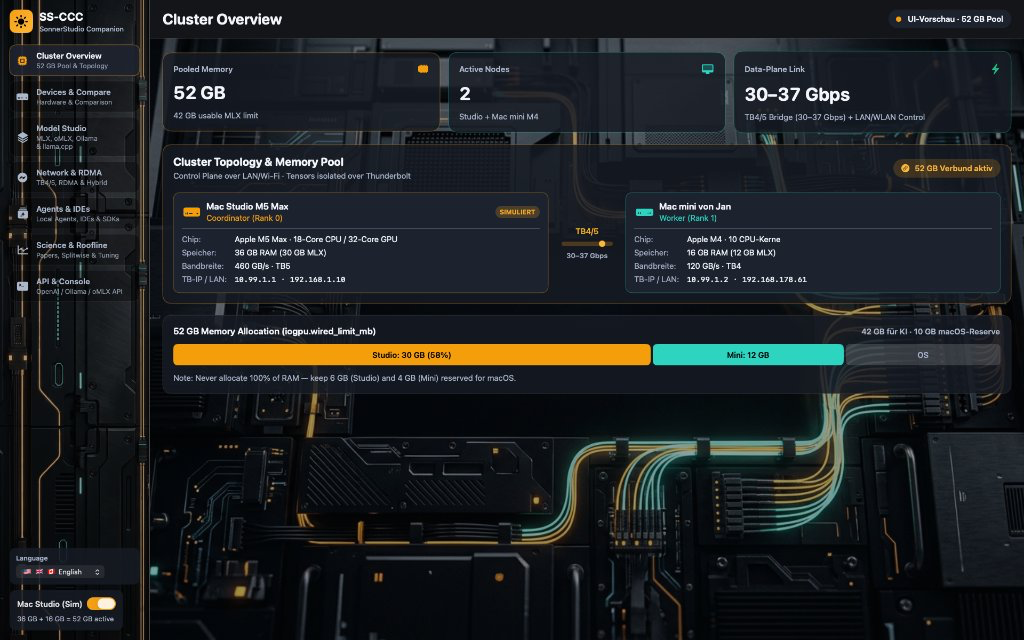 SS-CCC
SonnerStudio Companion
Cluster Overview
52 GB Pool & Topology
Devices & Compare
Hardware & Comparison
Model Studio
MLX, oMLX, Ollama
& llama.cpp
Network & RDMA
TB4/5, RDMA & Hybrid
Agents & IDEs
Local Agents, IDEs & SDKs
Science & Roofline
Papers, Splitwise & Tuning
API & Console
OpenAI / Ollama / oMLX API
Language
English
Mac Studio (Sim)
36 GB + 16 GB = 52 GB active
Cluster Overview
UI-Vorschau · 52 GB Pool
Pooled Memory
52 GB
42 GB usable MLX limit
Active Nodes
2
Studio + Mac mini M4
Data-Plane Link
30–37 Gbps
TB4/5 Bridge (30–37 Gbps) + LAN/WLAN Control
Cluster Topology & Memory Pool
Control Plane over LAN/Wi-Fi · Tensors isolated over Thunderbolt
52 GB Verbund aktiv
Mac Studio M5 Max
Coordinator (Rank 0)
SIMULIERT
Chip: Apple M5 Max · 18-Core CPU / 32-Core GPU
Speicher: 36 GB RAM (30 GB MLX)
Bandbreite: 460 GB/s · TB5
TB-IP / LAN: 10.99.1.1 · 192.168.1.10
TB4/5
30–37 Gbps
Mac mini von Jan
Worker (Rank 1)
Chip: Apple M4 · 10 CPU-Kerne
Speicher: 16 GB RAM (12 GB MLX)
Bandbreite: 120 GB/s · TB4
TB-IP / LAN: 10.99.1.2 · 192.168.178.61
52 GB Memory Allocation (iogpu.wired_limit_mb)
42 GB für KI · 10 GB macOS-Reserve
Studio: 30 GB (58%)
Mini: 12 GB
OS
Note: Never allocate 100% of RAM — keep 6 GB (Studio) and 4 GB (Mini) reserved for macOS.